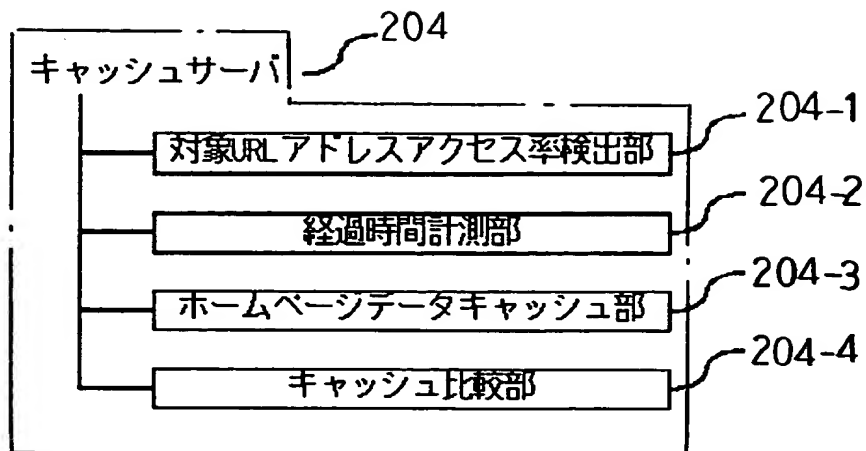 204
キャッシュサーバ
204-1
対象URLアドレスアクセス率検出部
204-2
経過時間計測部
204-3
ホームページデータキャッシュ部
204-4
キャッシュ比較部